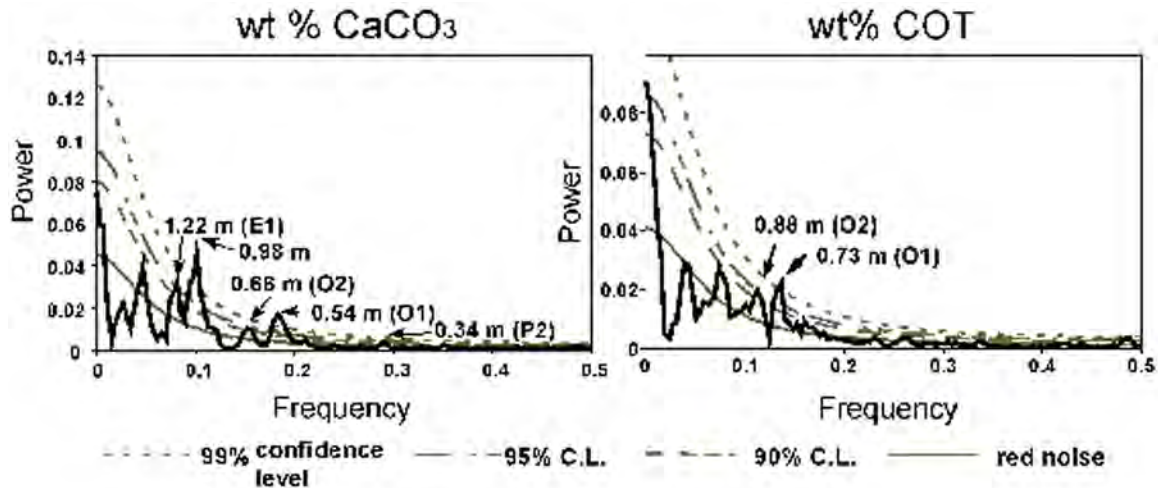 wt % CaCO3
wt% COT
0.14
0.12
0.1
0.08
0.06
0.04
0.02
0
Power
1.22 m (E1)
0.98 m
0.66 m (O2)
0.54 m (O1)
0.34 m (P2)
0 0.1 0.2 0.3 0.4 0.5
Frequency
0.08
0.06
0.04
0.02
0
Power
0.88 m (O2)
0.73 m (O1)
0 0.1 0.2 0.3 0.4 0.5
Frequency
99% confidence level
95% C.L.
90% C.L.
red noise